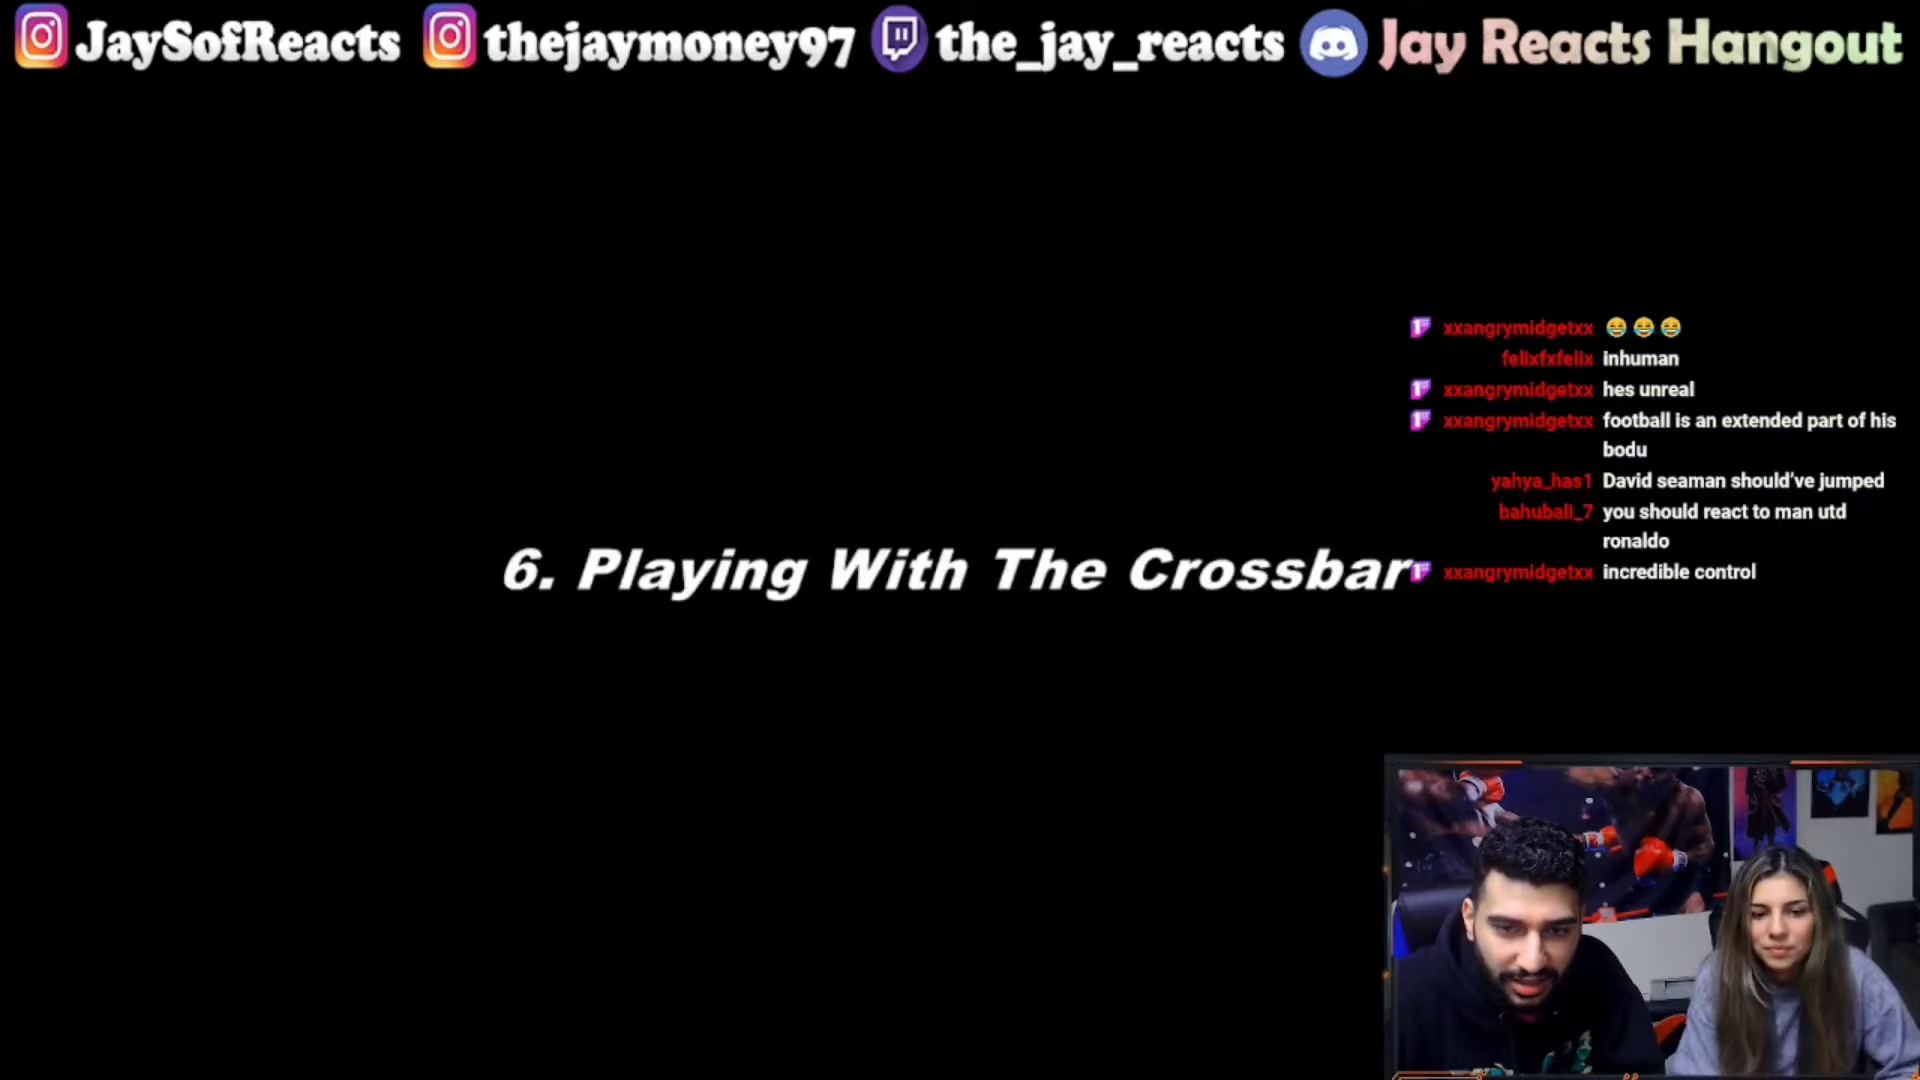 JaySofReacts thejaymoney97 the_jay_reacts Jay Reacts Hangout
xxangrymidgetxx 😂 😂 😂
felixfxfelix inhuman
xxangrymidgetxx hes unreal
xxangrymidgetxx football is an extended part of his
bodu
yahya_has1 David seaman should've jumped
bahubali_7 you should react to man utd
ronaldo
xxangrymidgetxx incredible control
6. Playing With The Crossbar